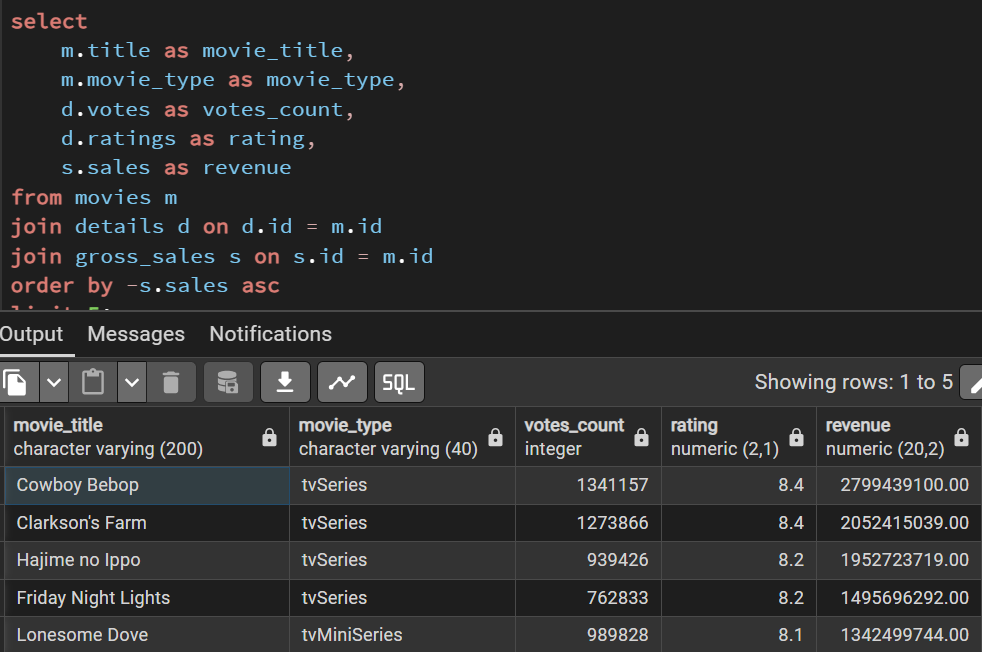 select
m.title as movie_title,
m.movie_type as movie_type,
d.votes as votes_count,
d.ratings as rating,
s.sales as revenue
from movies m
join details d on d.id = m.id
join gross_sales s on s.id = m.id
order by -s.sales asc
limit 5;
Output Messages Notifications
SQL Showing rows: 1 to 5
movie_title movie_type votes_count rating revenue
character varying (200) character varying (40) integer numeric (2,1) numeric (20,2)
Cowboy Bebop tvSeries 1341157 8.4 2799439100.00
Clarkson's Farm tvSeries 1273866 8.4 2052415039.00
Hajime no Ippo tvSeries 939426 8.2 1952723719.00
Friday Night Lights tvSeries 762833 8.2 1495696292.00
Lonesome Dove tvMiniSeries 989828 8.1 1342499744.00